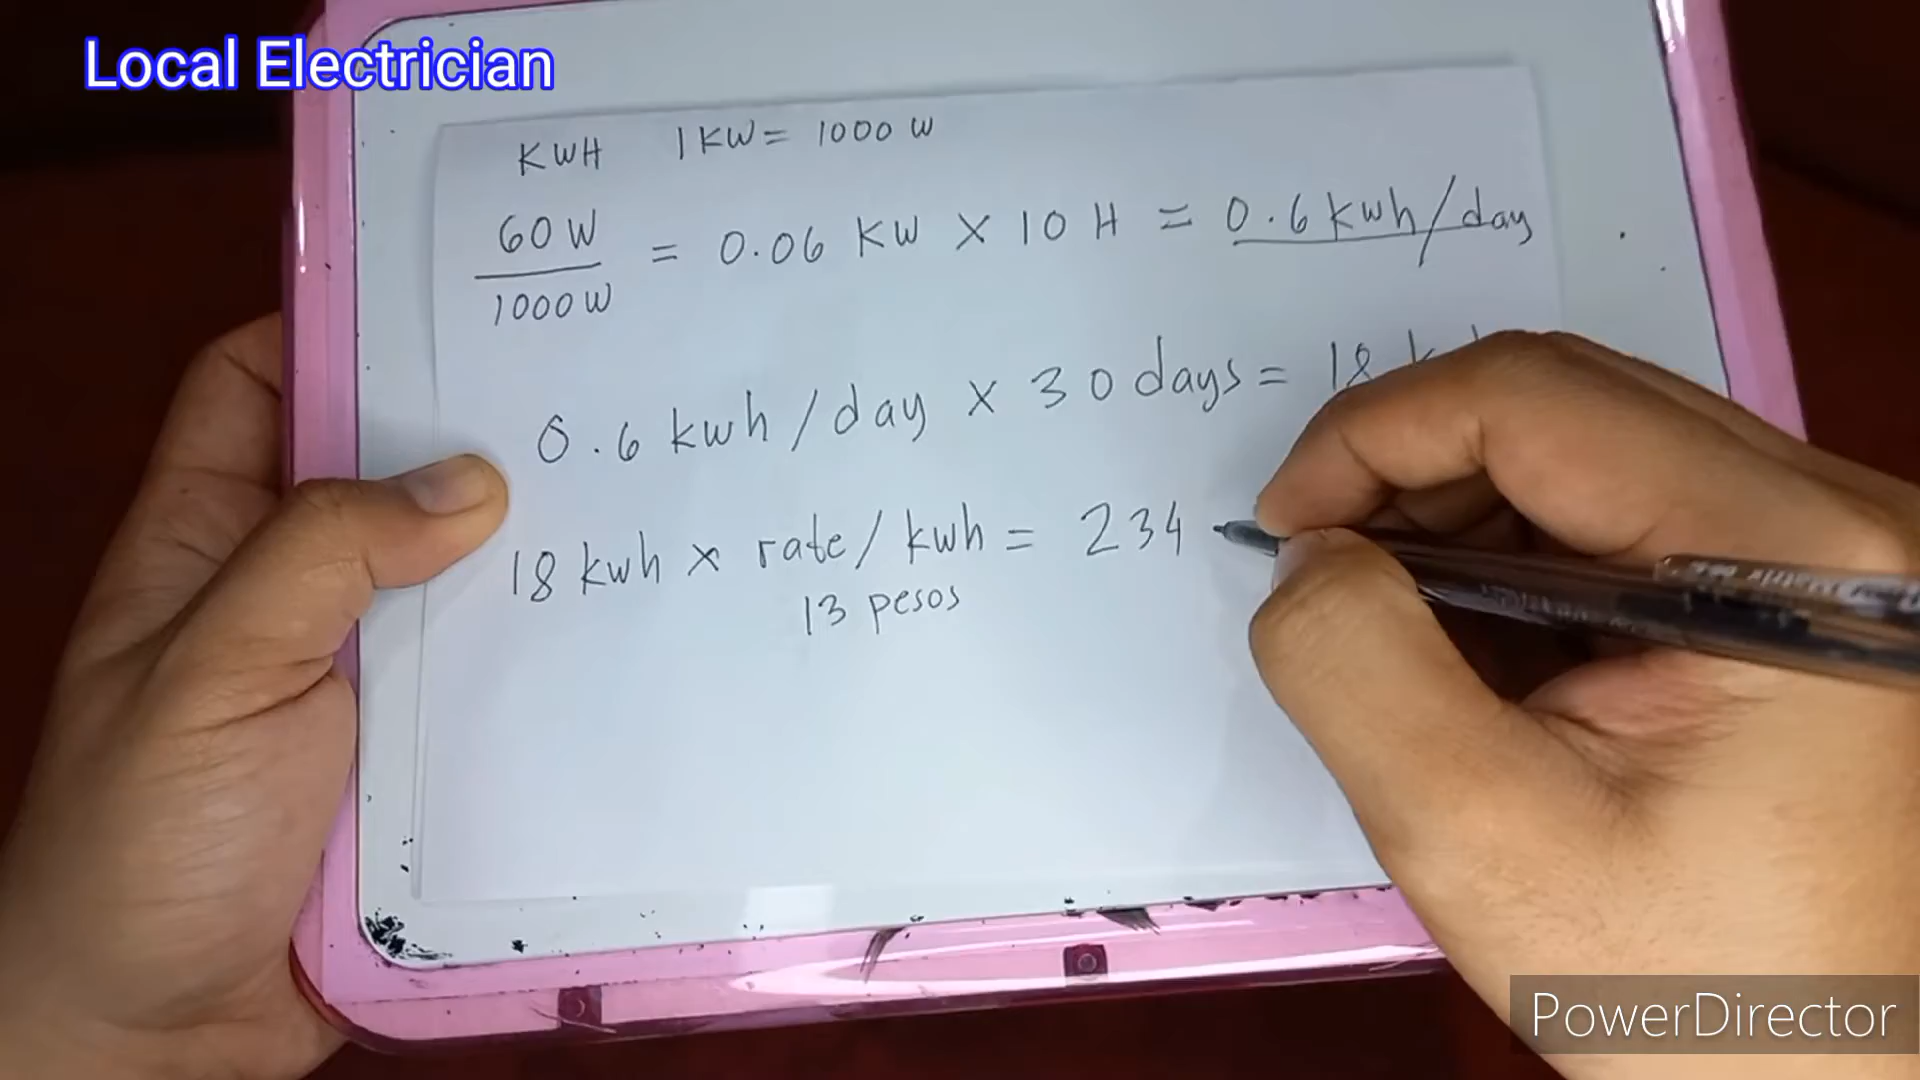 Local Electrician
KWH 1KW = 1000 W
60 W
1000 W
= 0.06 KW X 10 H = 0.6 kwh/day
0.6 kwh/day x 30 days = 18
18 kwh x rate/kwh = 234
13 pesos
PowerDirector